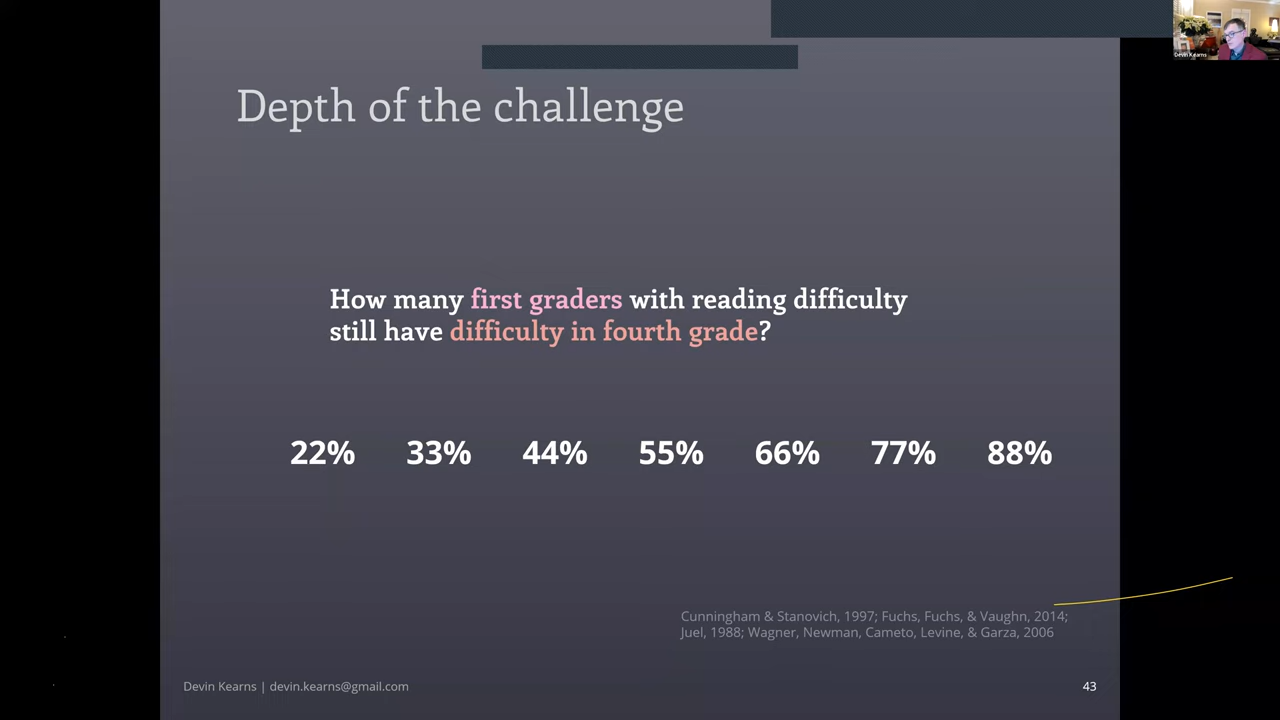 Devin Kearns
Depth of the challenge
How many first graders with reading difficulty
still have difficulty in fourth grade?
22% 33% 44% 55% 66% 77% 88%
Cunningham & Stanovich, 1997; Fuchs, Fuchs, & Vaughn, 2014;
Juel, 1988; Wagner, Newman, Cameto, Levine, & Garza, 2006
Devin Kearns | devin.kearns@gmail.com
43